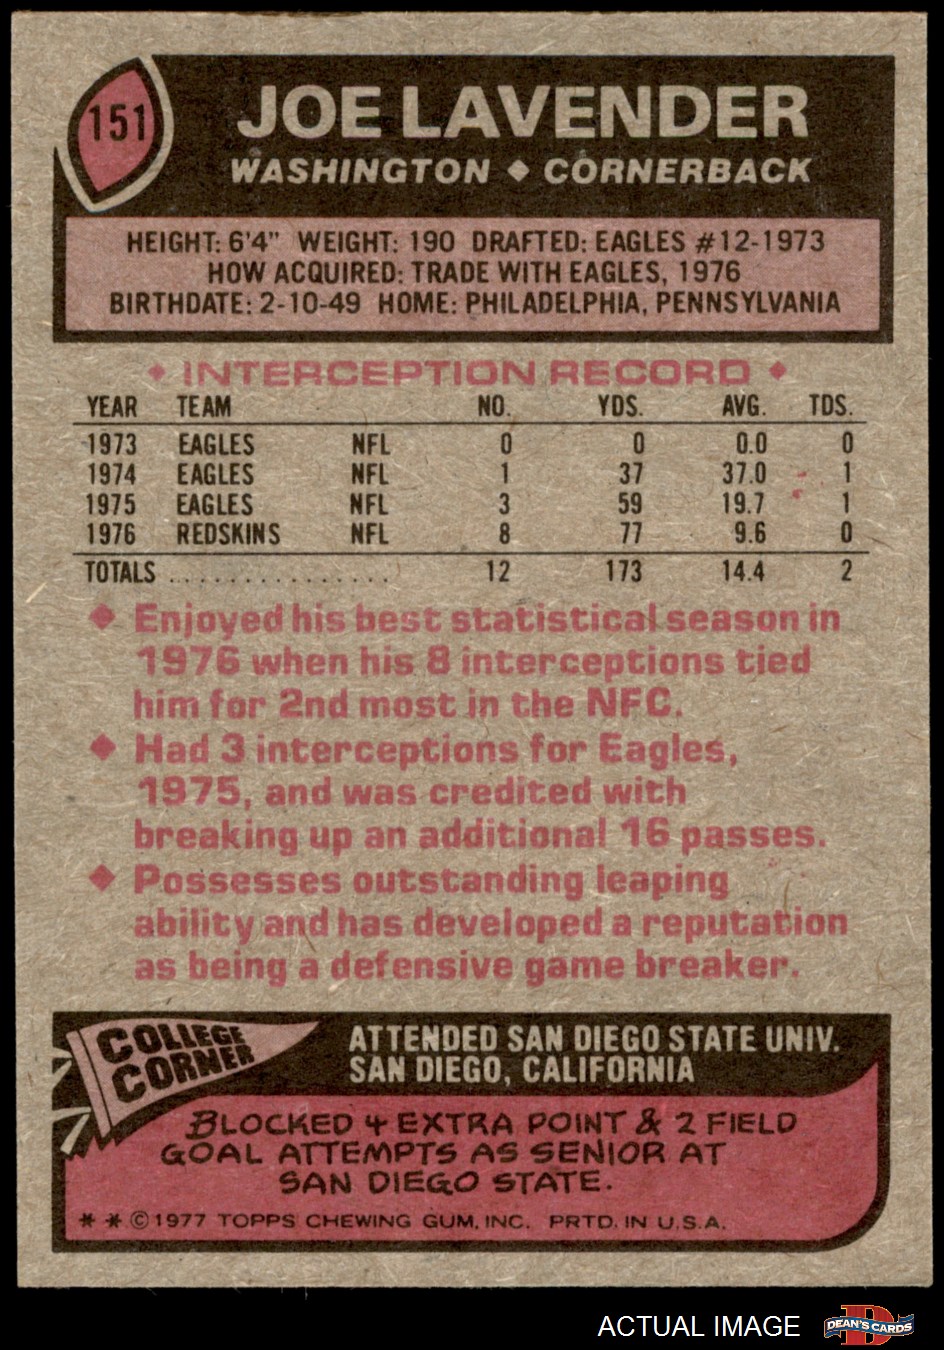 151
JOE LAVENDER
WASHINGTON ◆ CORNERBACK
HEIGHT: 6'4" WEIGHT: 190 DRAFTED: EAGLES #12-1973
HOW ACQUIRED: TRADE WITH EAGLES, 1976
BIRTHDATE: 2-10-49 HOME: PHILADELPHIA, PENNSYLVANIA
◆ INTERCEPTION RECORD ◆
YEAR TEAM NO. YDS. AVG. TDS.
1973 EAGLES NFL 0 0 0.0 0
1974 EAGLES NFL 1 37 37.0 1
1975 EAGLES NFL 3 59 19.7 1
1976 REDSKINS NFL 8 77 9.6 0
TOTALS . . . . . . . . . . . . . . . 12 173 14.4 2
◆ Enjoyed his best statistical season in
1976 when his 8 interceptions tied
him for 2nd most in the NFC.
◆ Had 3 interceptions for Eagles,
1975, and was credited with
breaking up an additional 16 passes.
◆ Possesses outstanding leaping
ability and has developed a reputation
as being a defensive game breaker.
COLLEGE
CORNER
ATTENDED SAN DIEGO STATE UNIV.
SAN DIEGO, CALIFORNIA
BLOCKED 4 EXTRA POINT & 2 FIELD
GOAL ATTEMPTS AS SENIOR AT
SAN DIEGO STATE.
* * © 1977 TOPPS CHEWING GUM, INC. PRTD. IN U.S.A.
ACTUAL IMAGE
D
DEAN'S CARDS